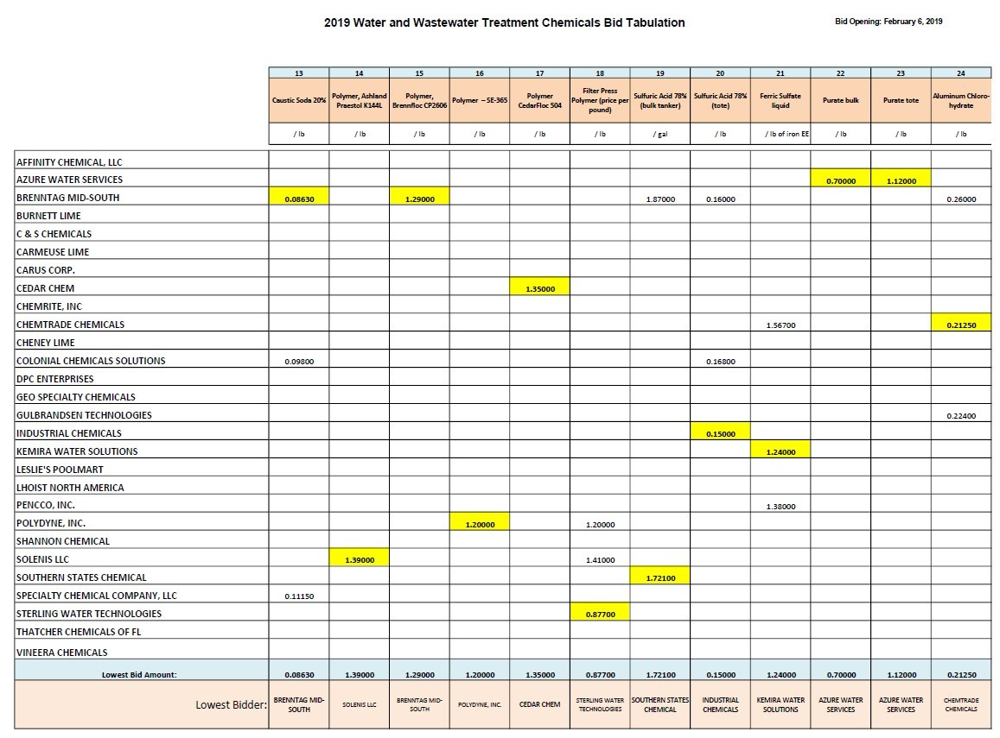 2019 Water and Wastewater Treatment Chemicals Bid Tabulation
Bid Opening: February 6, 2019
13 14 15 16 17 18 19 20 21 22 23 24
Caustic Soda 20%
Polymer, Ashland
Praestol K144L
Polymer,
Brennfloc CP2606
Polymer – SE-365
Polymer
CedarFloc 504
Filter Press
Polymer (price per
pound)
Sulfuric Acid 78%
(bulk tanker)
Sulfuric Acid 78%
(tote)
Ferric Sulfate
liquid
Purate bulk
Purate tote
Aluminum Chloro-
hydrate
/ lb / lb / lb / lb / lb / lb / gal / lb / lb of iron EE / lb / lb / lb
AFFINITY CHEMICAL, LLC
AZURE WATER SERVICES 0.70000 1.12000
BRENNTAG MID-SOUTH 0.08630 1.29000 1.87000 0.16000 0.26000
BURNETT LIME
C & S CHEMICALS
CARMEUSE LIME
CARUS CORP.
CEDAR CHEM 1.35000
CHEMRITE, INC
CHEMTRADE CHEMICALS 1.56700 0.21250
CHENEY LIME
COLONIAL CHEMICALS SOLUTIONS 0.09800 0.16800
DPC ENTERPRISES
GEO SPECIALTY CHEMICALS
GULBRANDSEN TECHNOLOGIES 0.22400
INDUSTRIAL CHEMICALS 0.15000
KEMIRA WATER SOLUTIONS 1.24000
LESLIE'S POOLMART
LHOIST NORTH AMERICA
PENCCO, INC. 1.38000
POLYDYNE, INC. 1.20000 1.20000
SHANNON CHEMICAL
SOLENIS LLC 1.39000 1.41000
SOUTHERN STATES CHEMICAL 1.72100
SPECIALTY CHEMICAL COMPANY, LLC 0.11150
STERLING WATER TECHNOLOGIES 0.87700
THATCHER CHEMICALS OF FL
VINEERA CHEMICALS
Lowest Bid Amount: 0.08630 1.39000 1.29000 1.20000 1.35000 0.87700 1.72100 0.15000 1.24000 0.70000 1.12000 0.21250
Lowest Bidder:
BRENNTAG MID-
SOUTH
SOLENIS LLC
BRENNTAG MID-
SOUTH
POLYDYNE, INC.
CEDAR CHEM
STERLING WATER
TECHNOLOGIES
SOUTHERN STATES
CHEMICAL
INDUSTRIAL
CHEMICALS
KEMIRA WATER
SOLUTIONS
AZURE WATER
SERVICES
AZURE WATER
SERVICES
CHEMTRADE
CHEMICALS